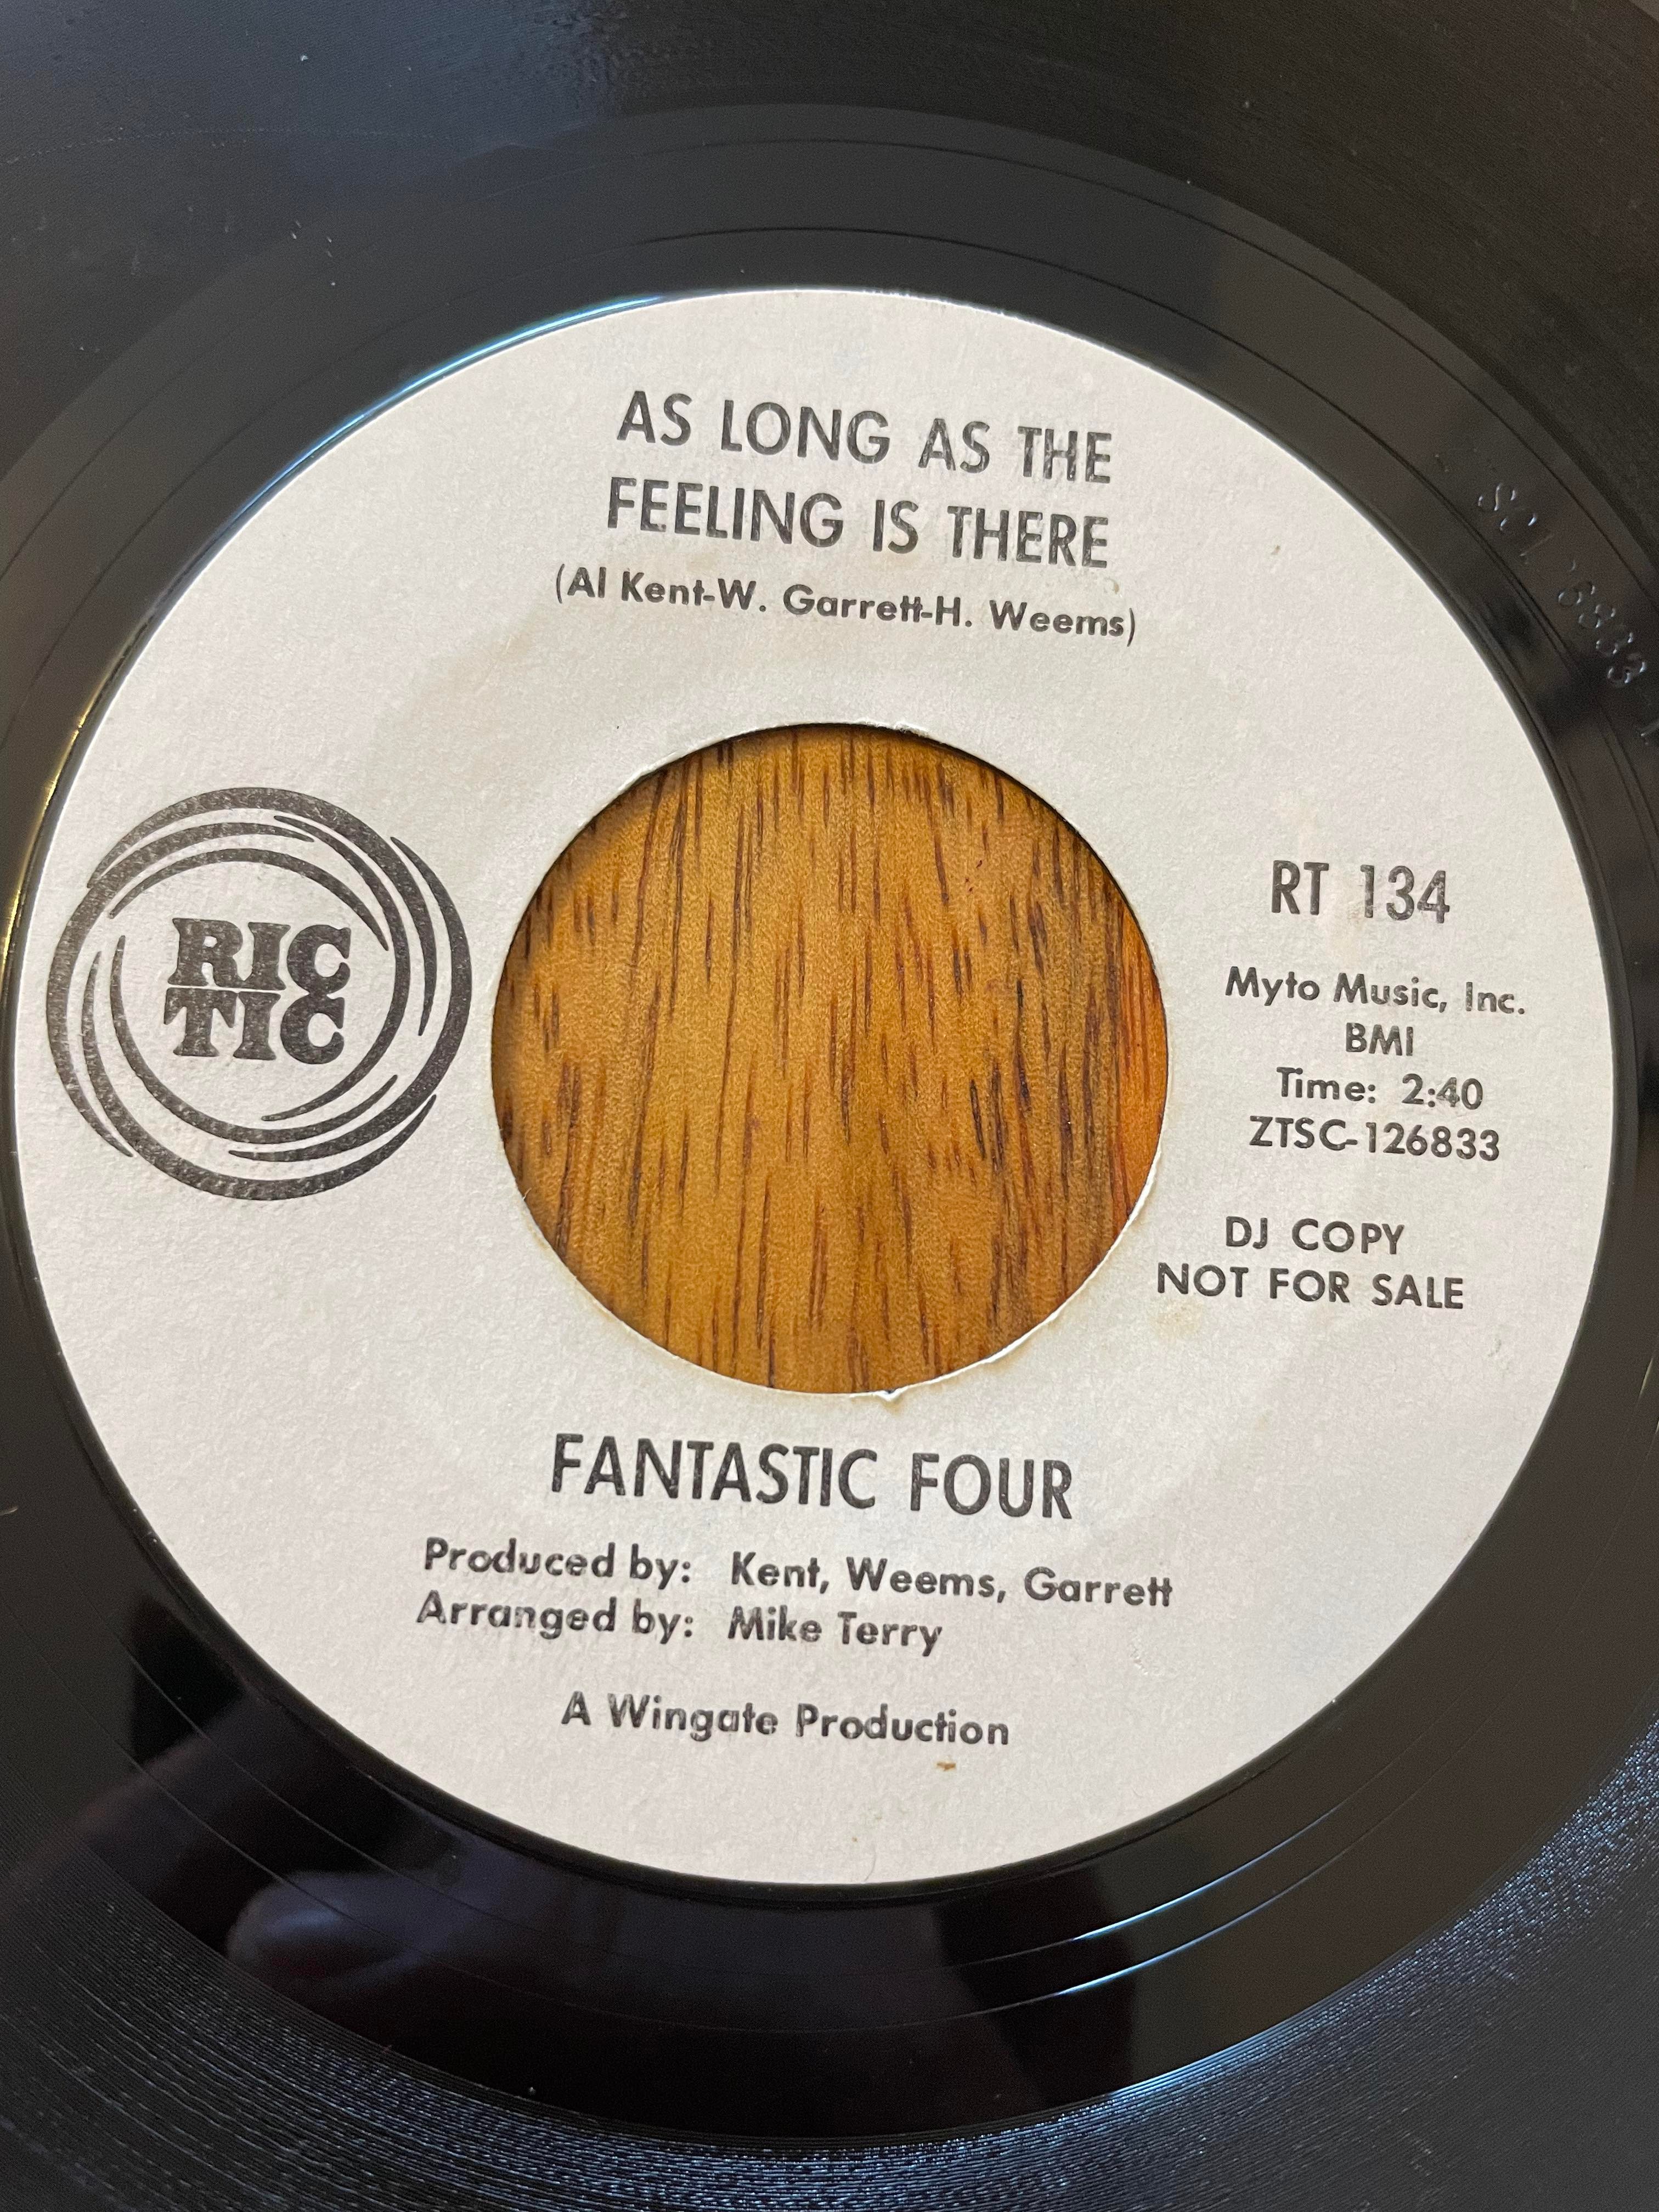 AS LONG AS THE
FEELING IS THERE
(Al Kent-W. Garrett-H. Weems)
RIC
TIC
RT 134
Myto Music, Inc.
BMI
Time: 2:40
ZTSC-126833
DJ COPY
NOT FOR SALE
FANTASTIC FOUR
Produced by: Kent, Weems, Garrett
Arranged by: Mike Terry
A Wingate Production